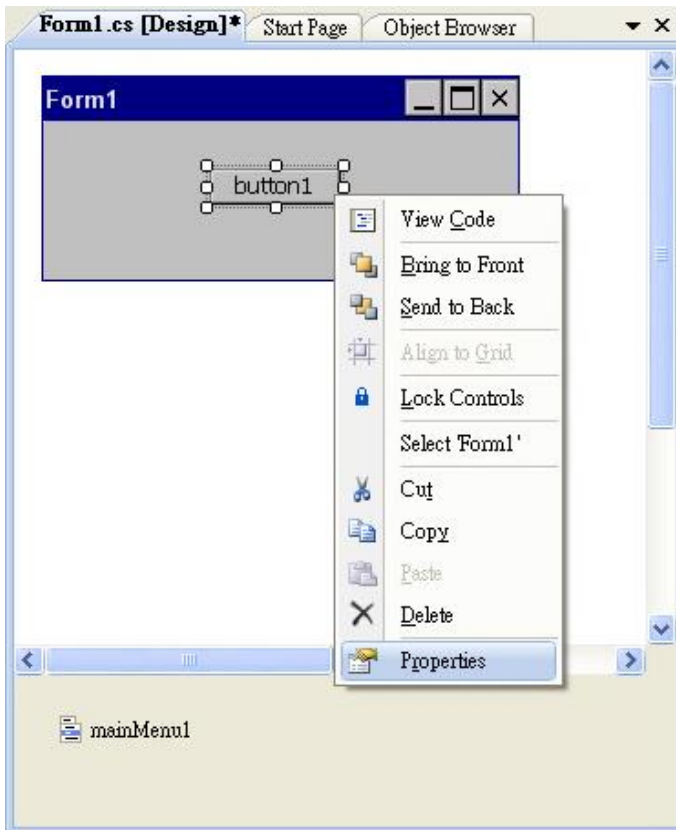 Form1.cs [Design]* Start Page Object Browser
Form1
button1
View Code
Bring to Front
Send to Back
Align to Grid
Lock Controls
Select 'Form1'
Cut
Copy
Paste
Delete
Properties
mainMenu1